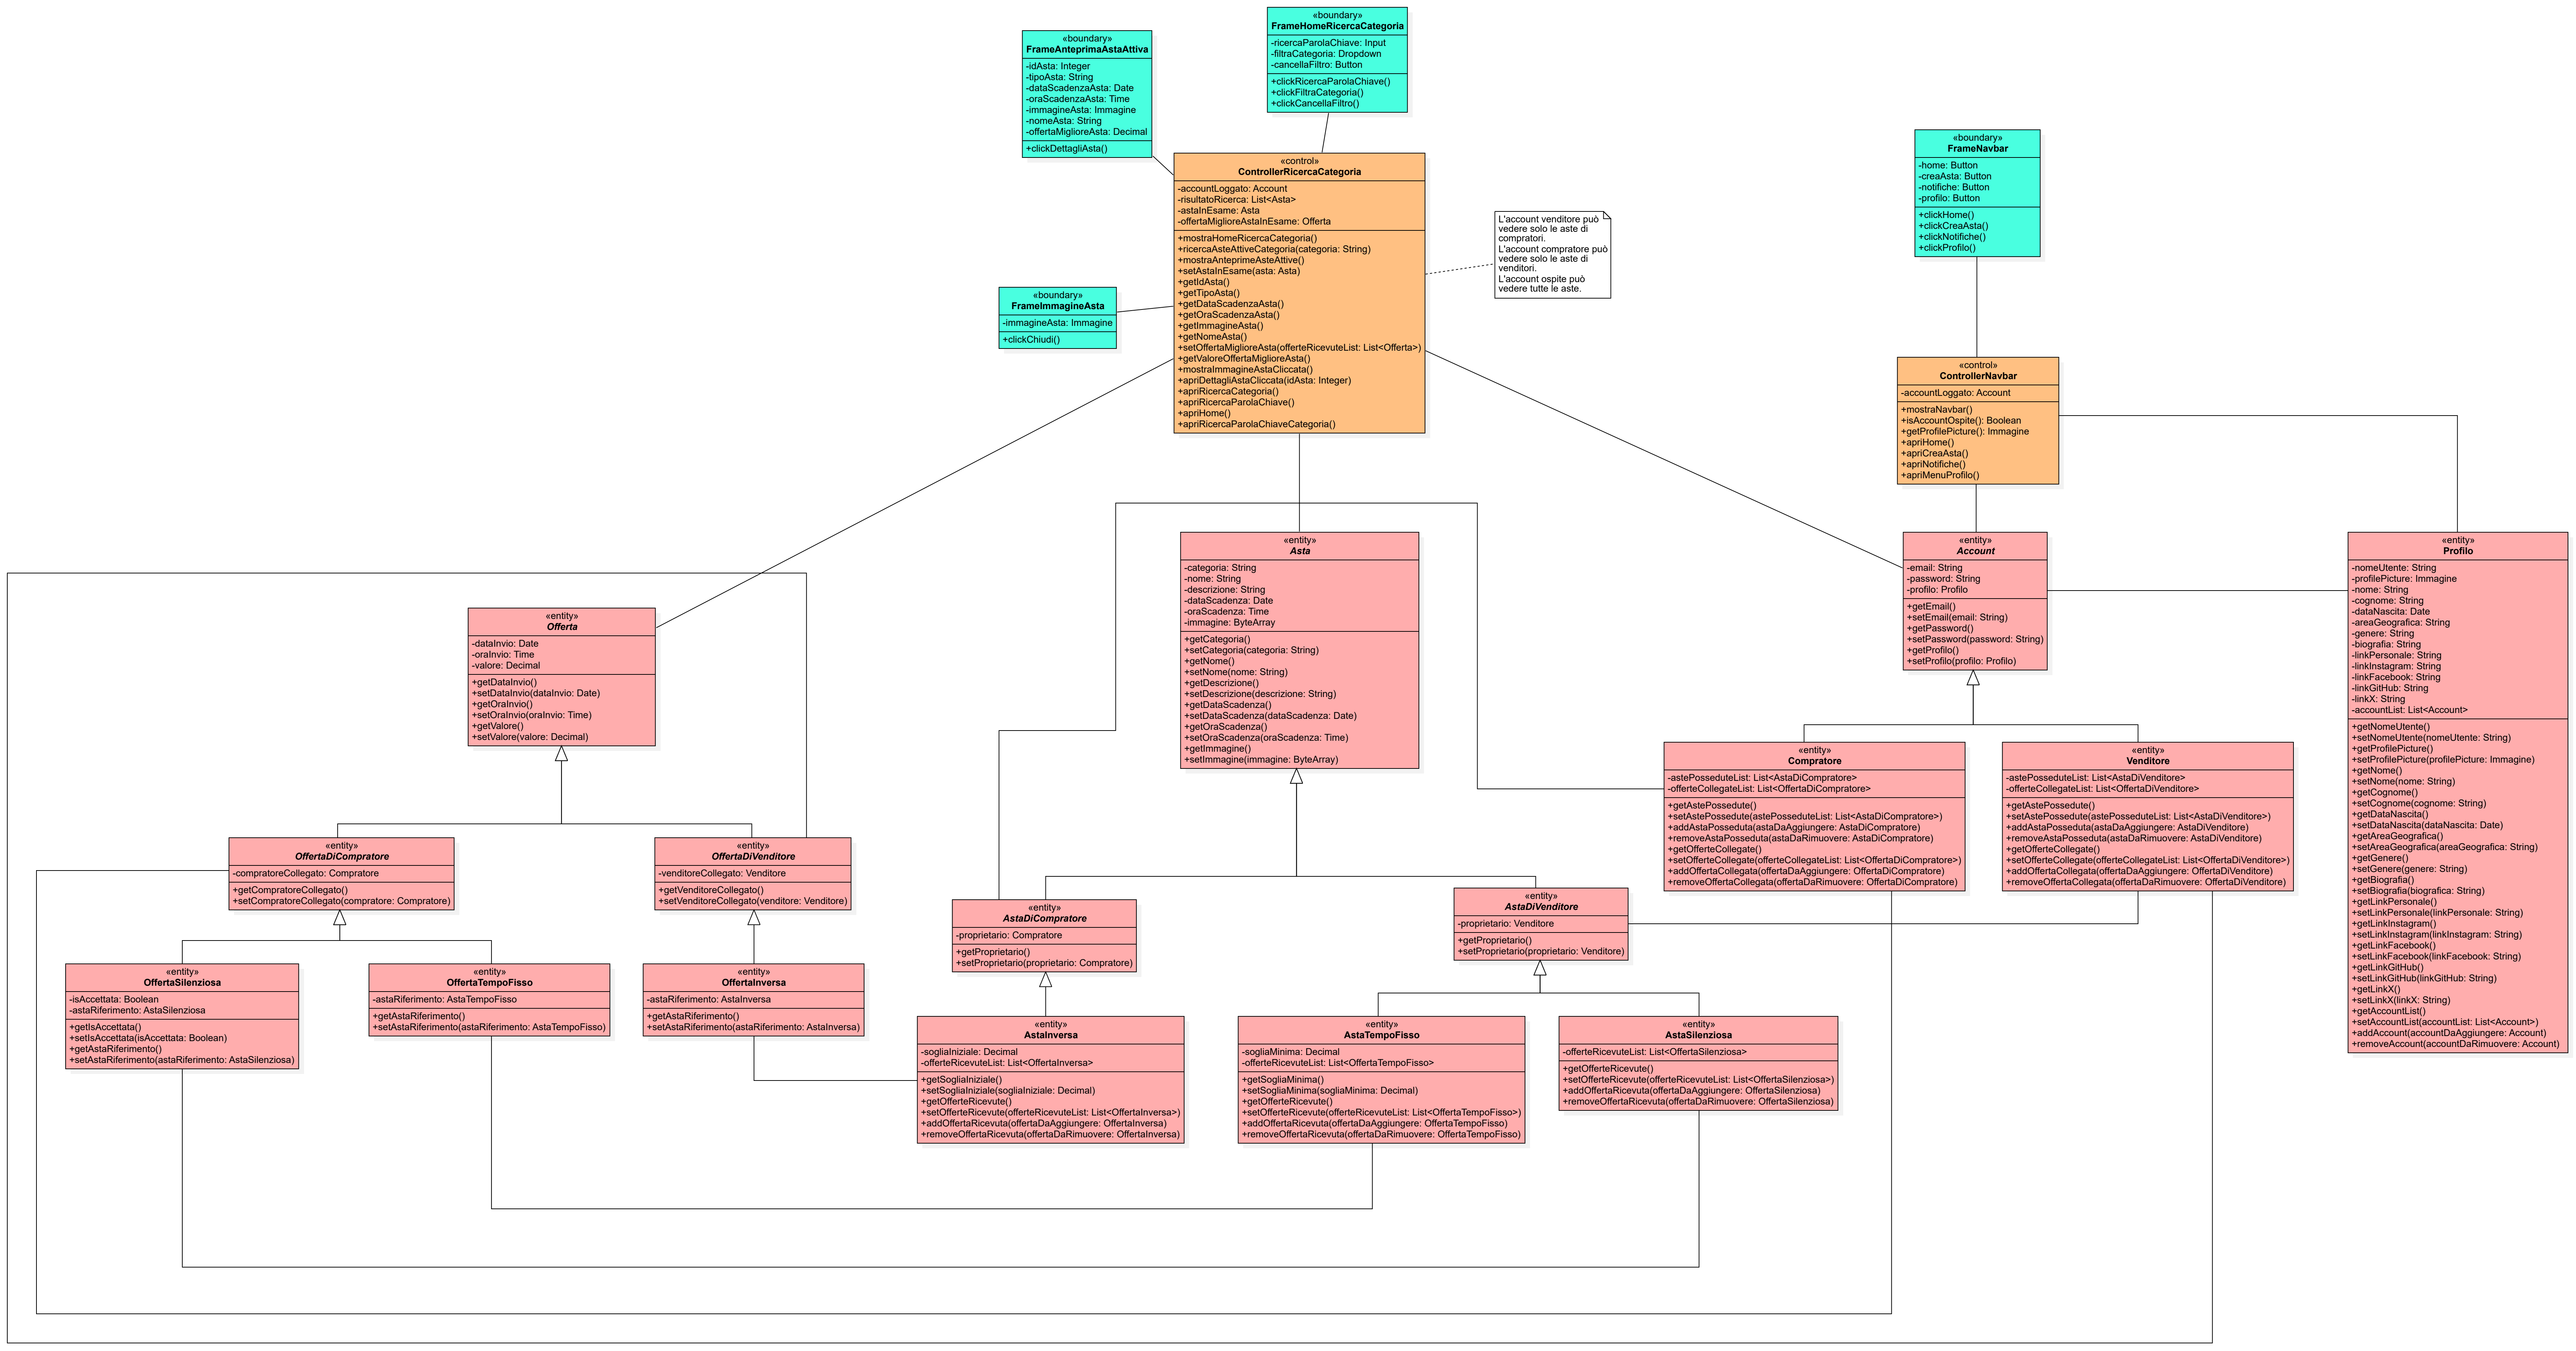 «boundary»
FrameHomeRicercaCategoria
-ricercaParolaChiave: Input
-filtraCategoria: Dropdown
-cancellaFiltro: Button
+clickRicercaParolaChiave()
+clickFiltraCategoria()
+clickCancellaFiltro()
«boundary»
FrameAnteprimaAstaAttiva
-idAsta: Integer
-tipoAsta: String
-dataScadenzaAsta: Date
-oraScadenzaAsta: Time
-immagineAsta: Immagine
-nomeAsta: String
-offertaMiglioreAsta: Decimal
+clickDettagliAsta()
«boundary»
FrameNavbar
-home: Button
-creaAsta: Button
-notifiche: Button
-profilo: Button
+clickHome()
+clickCreaAsta()
+clickNotifiche()
+clickProfilo()
«control»
ControllerRicercaCategoria
-accountLoggato: Account
-risultatoRicerca: List<Asta>
-astaInEsame: Asta
-offertaMiglioreAstaInEsame: Offerta
+mostraHomeRicercaCategoria()
+ricercaAsteAttiveCategoria(categoria: String)
+mostraAnteprimeAsteAttive()
+setAstaInEsame(asta: Asta)
+getIdAsta()
+getTipoAsta()
+getDataScadenzaAsta()
+getOraScadenzaAsta()
+getImmagineAsta()
+getNomeAsta()
+setOffertaMiglioreAsta(offerteRicevuteList: List<Offerta>)
+getValoreOffertaMiglioreAsta()
+mostraImmagineAstaCliccata()
+apriDettagliAstaCliccata(idAsta: Integer)
+apriRicercaCategoria()
+apriRicercaParolaChiave()
+apriHome()
+apriRicercaParolaChiaveCategoria()
L'account venditore può
vedere solo le aste di
compratori.
L'account compratore può
vedere solo le aste di
venditori.
L'account ospite può
vedere tutte le aste.
«boundary»
FrameImmagineAsta
-immagineAsta: Immagine
+clickChiudi()
«control»
ControllerNavbar
-accountLoggato: Account
+mostraNavbar()
+isAccountOspite(): Boolean
+getProfilePicture(): Immagine
+apriHome()
+apriCreaAsta()
+apriNotifiche()
+apriMenuProfilo()
«entity»
Asta
-categoria: String
-nome: String
-descrizione: String
-dataScadenza: Date
-oraScadenza: Time
-immagine: ByteArray
+getCategoria()
+setCategoria(categoria: String)
+getNome()
+setNome(nome: String)
+getDescrizione()
+setDescrizione(descrizione: String)
+getDataScadenza()
+setDataScadenza(dataScadenza: Date)
+getOraScadenza()
+setOraScadenza(oraScadenza: Time)
+getImmagine()
+setImmagine(immagine: ByteArray)
«entity»
Account
-email: String
-password: String
-profilo: Profilo
+getEmail()
+setEmail(email: String)
+getPassword()
+setPassword(password: String)
+getProfilo()
+setProfilo(profilo: Profilo)
«entity»
Profilo
-nomeUtente: String
-profilePicture: Immagine
-nome: String
-cognome: String
-dataNascita: Date
-areaGeografica: String
-genere: String
-biografia: String
-linkPersonale: String
-linkInstagram: String
-linkFacebook: String
-linkGitHub: String
-linkX: String
-accountList: List<Account>
+getNomeUtente()
+setNomeUtente(nomeUtente: String)
+getProfilePicture()
+setProfilePicture(profilePicture: Immagine)
+getNome()
+setNome(nome: String)
+getCognome()
+setCognome(cognome: String)
+getDataNascita()
+setDataNascita(dataNascita: Date)
+getAreaGeografica()
+setAreaGeografica(areaGeografica: String)
+getGenere()
+setGenere(genere: String)
+getBiografia()
+setBiografia(biografica: String)
+getLinkPersonale()
+setLinkPersonale(linkPersonale: String)
+getLinkInstagram()
+setLinkInstagram(linkInstagram: String)
+getLinkFacebook()
+setLinkFacebook(linkFacebook: String)
+getLinkGitHub()
+setLinkGitHub(linkGitHub: String)
+getLinkX()
+setLinkX(linkX: String)
+getAccountList()
+setAccountList(accountList: List<Account>)
+addAccount(accountDaAggiungere: Account)
+removeAccount(accountDaRimuovere: Account)
«entity»
Offerta
-dataInvio: Date
-oraInvio: Time
-valore: Decimal
+getDataInvio()
+setDataInvio(dataInvio: Date)
+getOraInvio()
+setOraInvio(oraInvio: Time)
+getValore()
+setValore(valore: Decimal)
«entity»
Compratore
-astePosseduteList: List<AstaDiCompratore>
-offerteCollegateList: List<OffertaDiCompratore>
+getAstePossedute()
+setAstePossedute(astePosseduteList: List<AstaDiCompratore>)
+addAstaPosseduta(astaDaAggiungere: AstaDiCompratore)
+removeAstaPosseduta(astaDaRimuovere: AstaDiCompratore)
+getOfferteCollegate()
+setOfferteCollegate(offerteCollegateList: List<OffertaDiCompratore>)
+addOffertaCollegata(offertaDaAggiungere: OffertaDiCompratore)
+removeOffertaCollegata(offertaDaRimuovere: OffertaDiCompratore)
«entity»
Venditore
-astePosseduteList: List<AstaDiVenditore>
-offerteCollegateList: List<OffertaDiVenditore>
+getAstePossedute()
+setAstePossedute(astePosseduteList: List<AstaDiVenditore>)
+addAstaPosseduta(astaDaAggiungere: AstaDiVenditore)
+removeAstaPosseduta(astaDaRimuovere: AstaDiVenditore)
+getOfferteCollegate()
+setOfferteCollegate(offerteCollegateList: List<OffertaDiVenditore>)
+addOffertaCollegata(offertaDaAggiungere: OffertaDiVenditore)
+removeOffertaCollegata(offertaDaRimuovere: OffertaDiVenditore)
«entity»
OffertaDiCompratore
-compratoreCollegato: Compratore
+getCompratoreCollegato()
+setCompratoreCollegato(compratore: Compratore)
«entity»
OffertaDiVenditore
-venditoreCollegato: Venditore
+getVenditoreCollegato()
+setVenditoreCollegato(venditore: Venditore)
«entity»
AstaDiCompratore
-proprietario: Compratore
+getProprietario()
+setProprietario(proprietario: Compratore)
«entity»
AstaDiVenditore
-proprietario: Venditore
+getProprietario()
+setProprietario(proprietario: Venditore)
«entity»
OffertaSilenziosa
-isAccettata: Boolean
-astaRiferimento: AstaSilenziosa
+getIsAccettata()
+setIsAccettata(isAccettata: Boolean)
+getAstaRiferimento()
+setAstaRiferimento(astaRiferimento: AstaSilenziosa)
«entity»
OffertaTempoFisso
-astaRiferimento: AstaTempoFisso
+getAstaRiferimento()
+setAstaRiferimento(astaRiferimento: AstaTempoFisso)
«entity»
OffertaInversa
-astaRiferimento: AstaInversa
+getAstaRiferimento()
+setAstaRiferimento(astaRiferimento: AstaInversa)
«entity»
AstaInversa
-sogliaIniziale: Decimal
-offerteRicevuteList: List<OffertaInversa>
+getSogliaIniziale()
+setSogliaIniziale(sogliaIniziale: Decimal)
+getOfferteRicevute()
+setOfferteRicevute(offerteRicevuteList: List<OffertaInversa>)
+addOffertaRicevuta(offertaDaAggiungere: OffertaInversa)
+removeOffertaRicevuta(offertaDaRimuovere: OffertaInversa)
«entity»
AstaTempoFisso
-sogliaMinima: Decimal
-offerteRicevuteList: List<OffertaTempoFisso>
+getSogliaMinima()
+setSogliaMinima(sogliaMinima: Decimal)
+getOfferteRicevute()
+setOfferteRicevute(offerteRicevuteList: List<OffertaTempoFisso>)
+addOffertaRicevuta(offertaDaAggiungere: OffertaTempoFisso)
+removeOffertaRicevuta(offertaDaRimuovere: OffertaTempoFisso)
«entity»
AstaSilenziosa
-offerteRicevuteList: List<OffertaSilenziosa>
+getOfferteRicevute()
+setOfferteRicevute(offerteRicevuteList: List<OffertaSilenziosa>)
+addOffertaRicevuta(offertaDaAggiungere: OffertaSilenziosa)
+removeOffertaRicevuta(offertaDaRimuovere: OffertaSilenziosa)